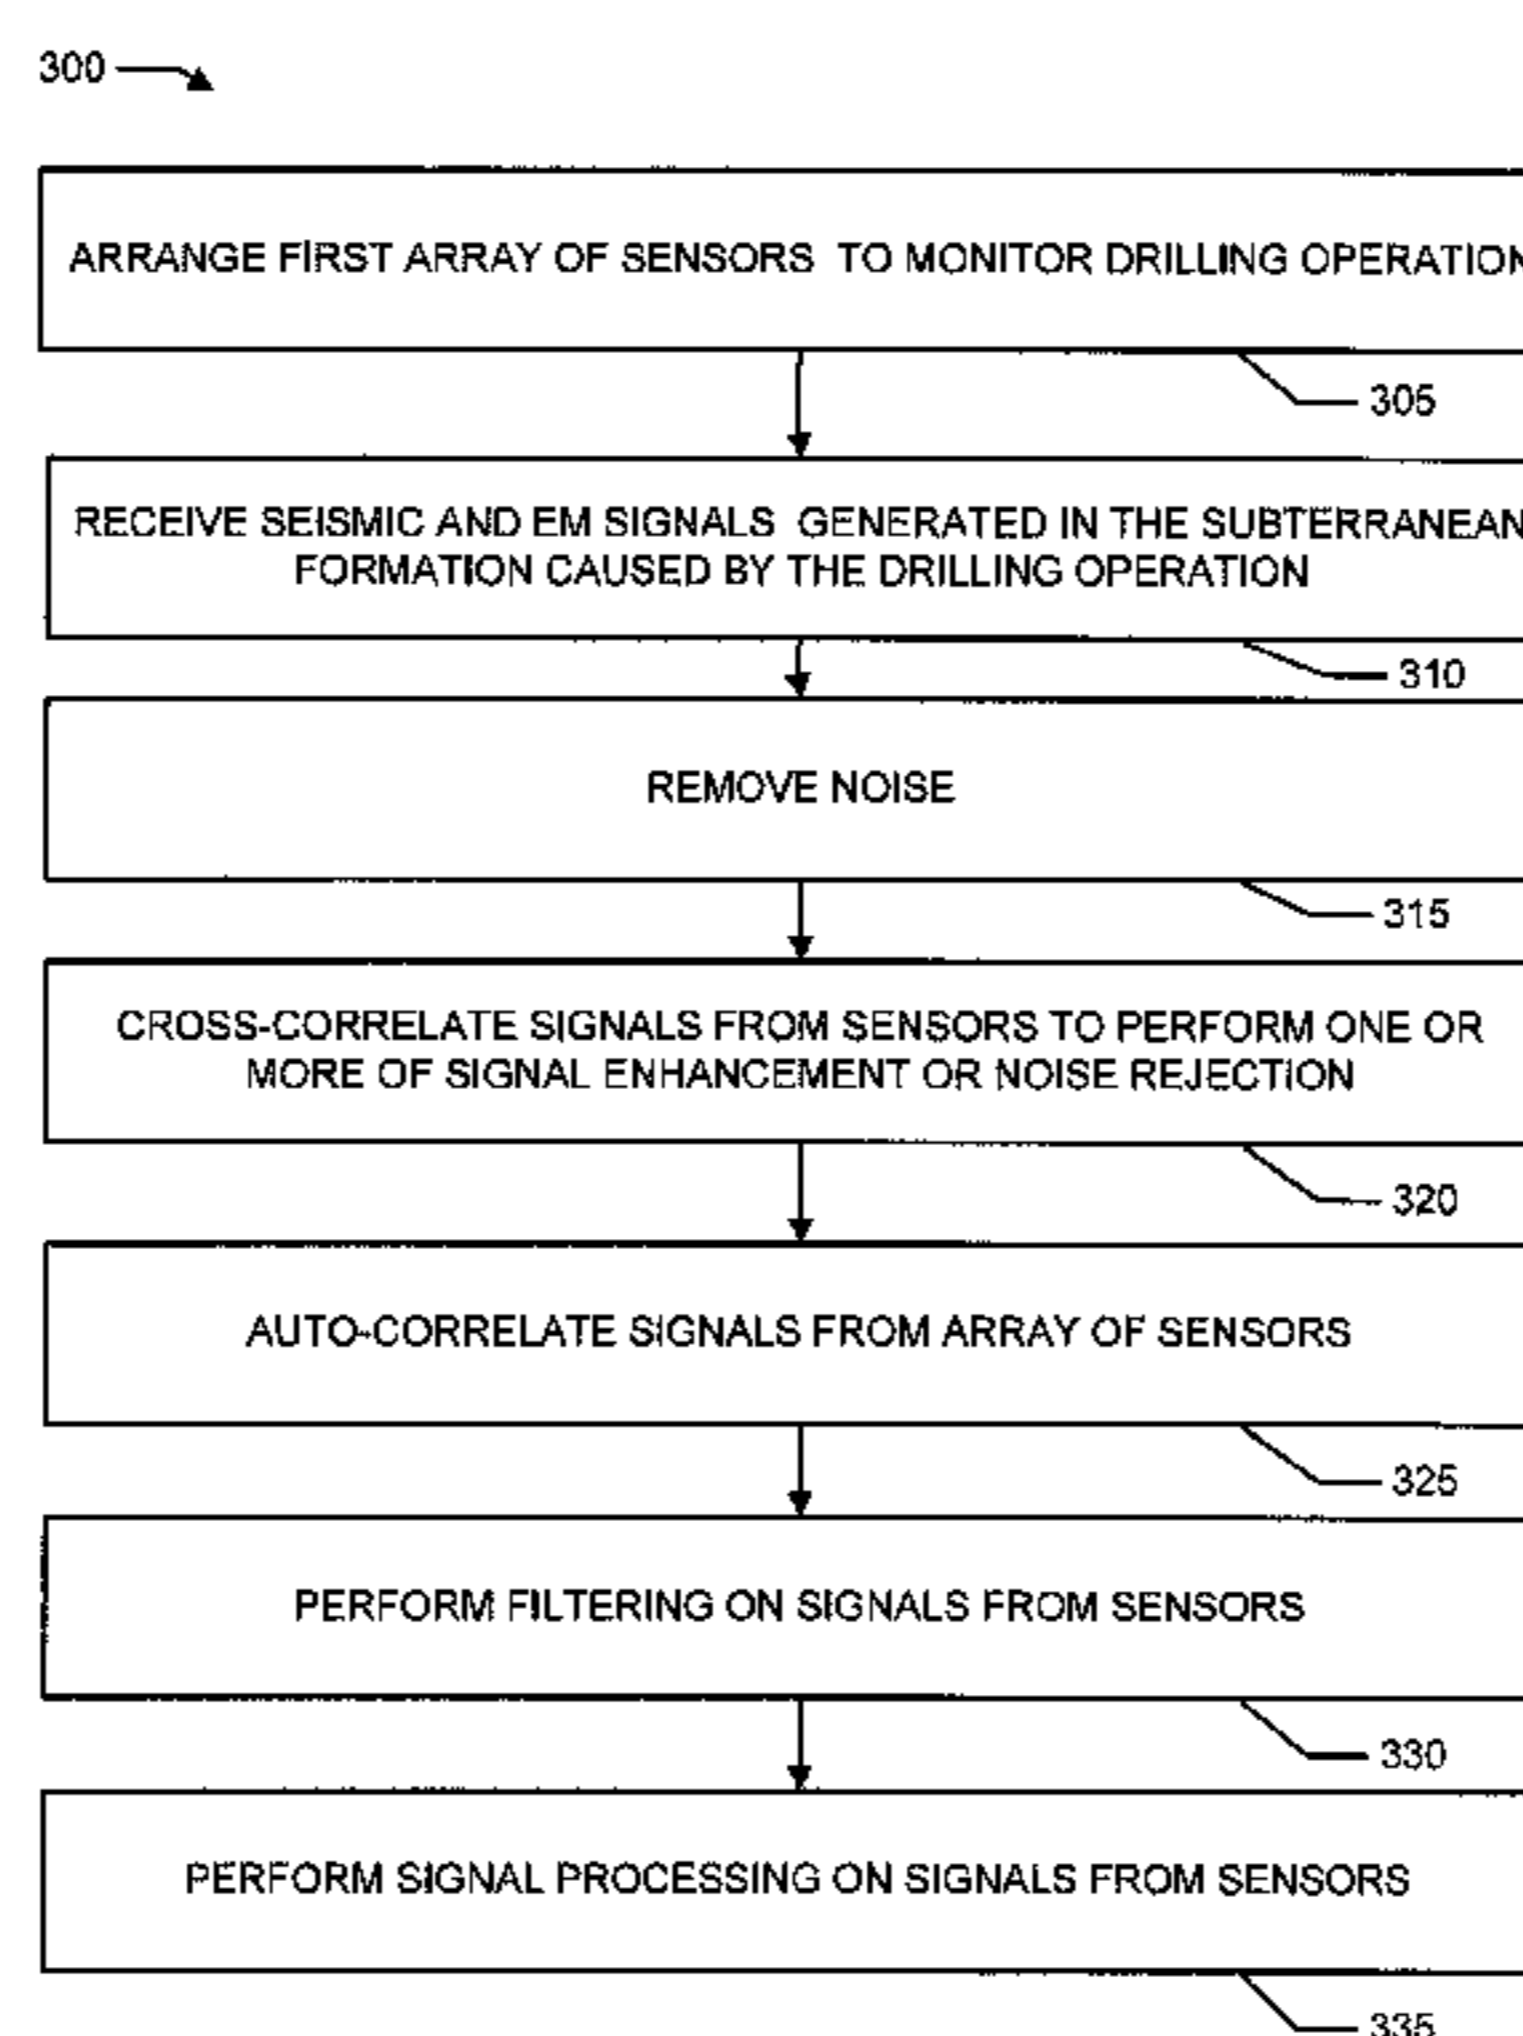 300
ARRANGE FIRST ARRAY OF SENSORS TO MONITOR DRILLING OPERATION
305
RECEIVE SEISMIC AND EM SIGNALS GENERATED IN THE SUBTERRANEAN
FORMATION CAUSED BY THE DRILLING OPERATION
310
REMOVE NOISE
315
CROSS-CORRELATE SIGNALS FROM SENSORS TO PERFORM ONE OR
MORE OF SIGNAL ENHANCEMENT OR NOISE REJECTION
320
AUTO-CORRELATE SIGNALS FROM ARRAY OF SENSORS
325
PERFORM FILTERING ON SIGNALS FROM SENSORS
330
PERFORM SIGNAL PROCESSING ON SIGNALS FROM SENSORS
335